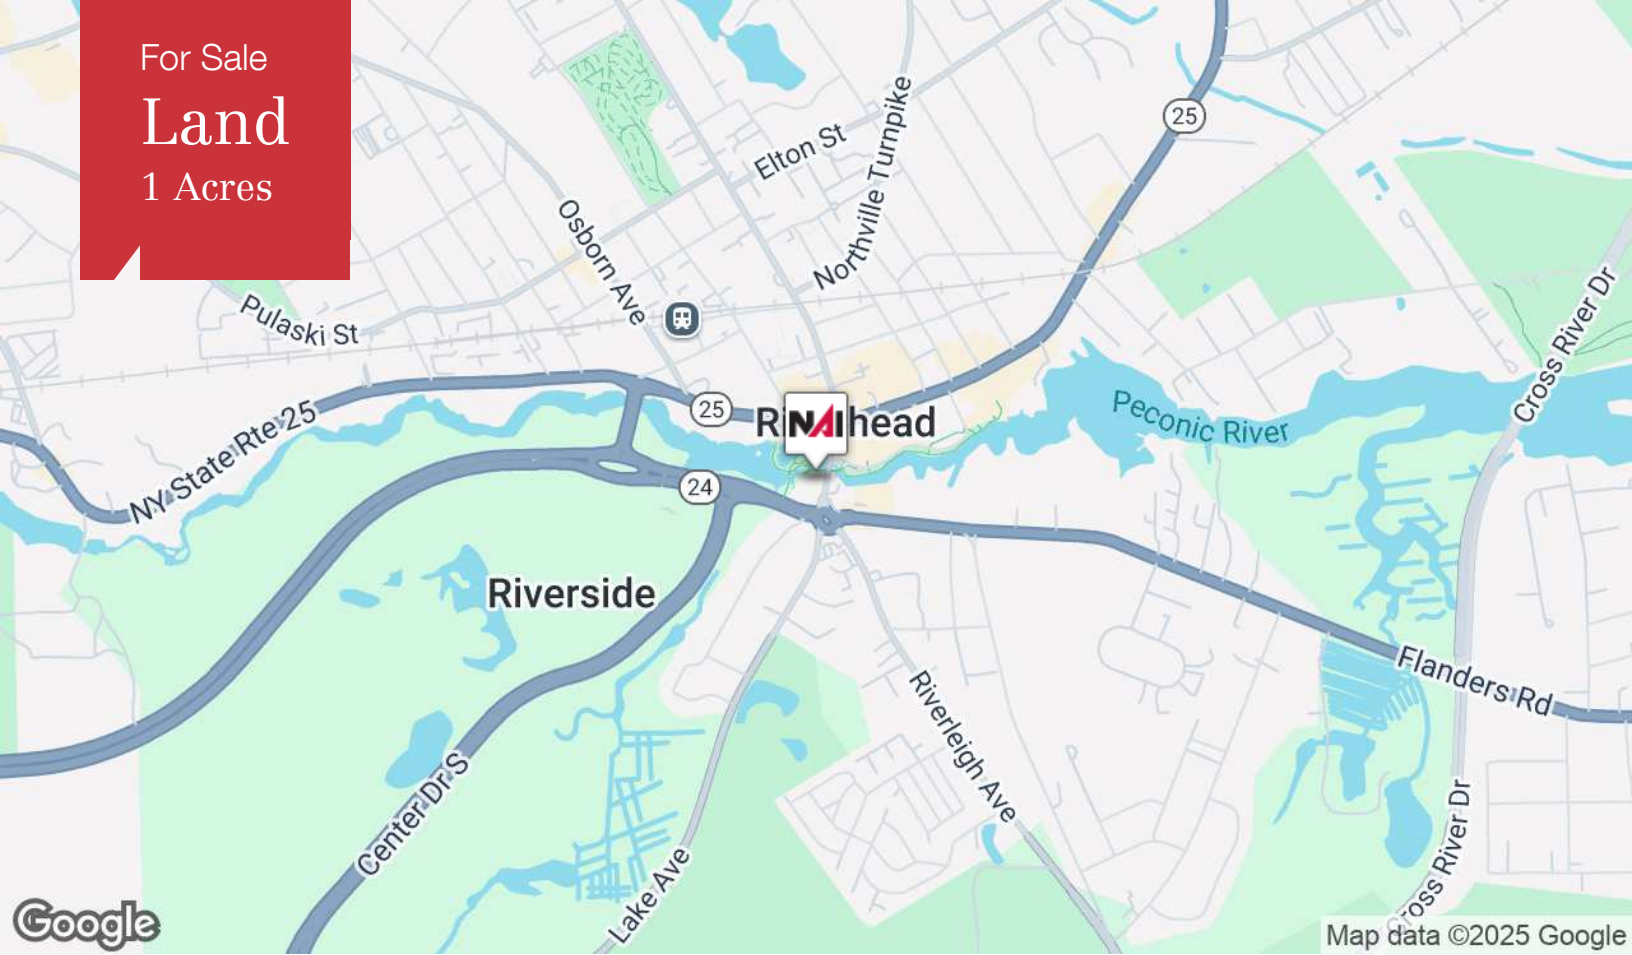 For Sale
Land
1 Acres
25
Elton St
Northville Turnpike
Osborn Ave
Pulaski St
Cross River Dr
NY State Rte 25
25
NAI
Peconic River
24
Riverside
Flanders Rd
Riverleigh Ave
Center Dr S
Lake Ave
Cross River Dr
Google
Map data ©2025 Google